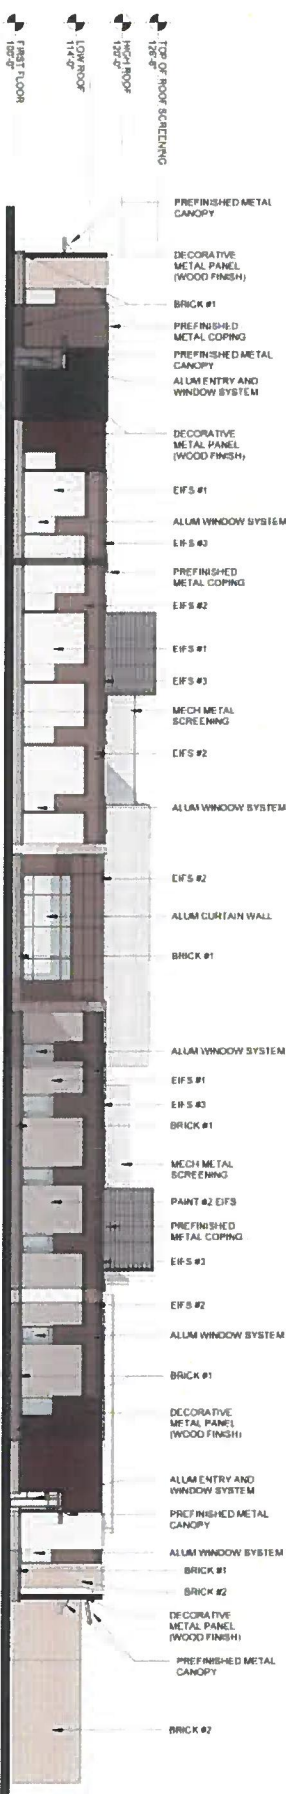 TOP OF ROOF SCREENING
126'-8"
HIGH ROOF
120'-0"
LOW ROOF
114'-0"
FIRST FLOOR
100'-0"
PREFINISHED METAL
CANOPY
DECORATIVE
METAL PANEL
(WOOD FINISH)
BRICK #1
PREFINISHED
METAL COPING
PREFINISHED METAL
CANOPY
ALUM ENTRY AND
WINDOW SYSTEM
DECORATIVE
METAL PANEL
(WOOD FINISH)
EIFS #1
ALUM WINDOW SYSTEM
EIFS #3
PREFINISHED
METAL COPING
EIFS #2
EIFS #1
EIFS #3
MECH METAL
SCREENING
EIFS #2
ALUM WINDOW SYSTEM
EIFS #2
ALUM CURTAIN WALL
BRICK #1
ALUM WINDOW SYSTEM
EIFS #1
EIFS #3
BRICK #1
MECH METAL
SCREENING
PAINT #2 EIFS
PREFINISHED
METAL COPING
EIFS #3
EIFS #2
ALUM WINDOW SYSTEM
BRICK #1
DECORATIVE
METAL PANEL
(WOOD FINISH)
ALUM ENTRY AND
WINDOW SYSTEM
PREFINISHED METAL
CANOPY
ALUM WINDOW SYSTEM
BRICK #1
BRICK #2
DECORATIVE
METAL PANEL
(WOOD FINISH)
PREFINISHED METAL
CANOPY
BRICK #2